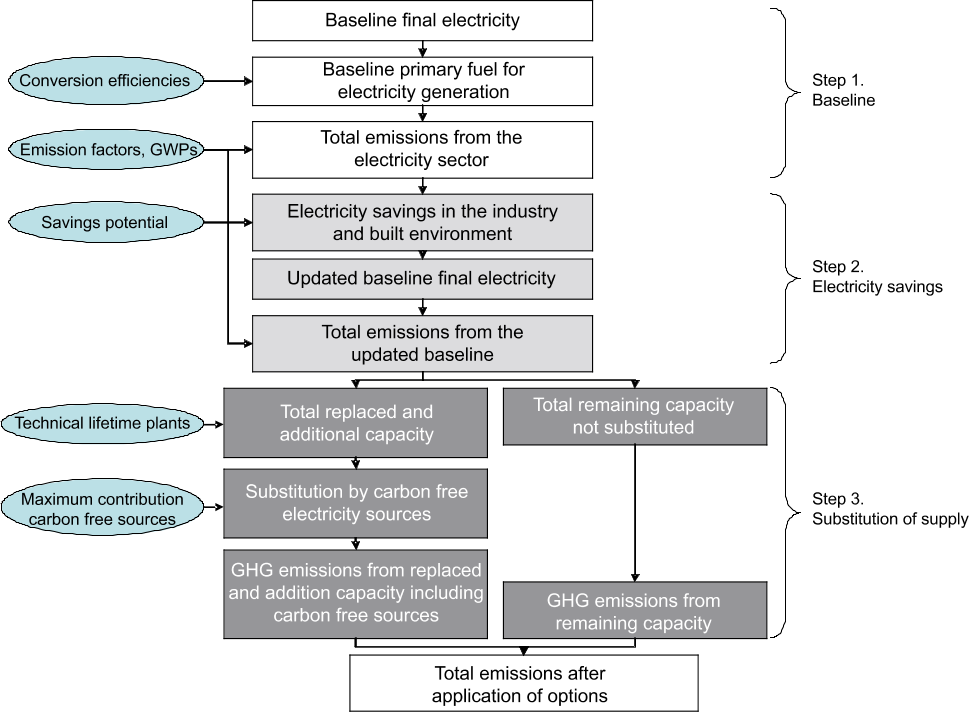 Baseline final electricity
Conversion efficiencies
Baseline primary fuel for
electricity generation
Step 1.
Baseline
Emission factors, GWPs
Total emissions from the
electricity sector
Savings potential
Electricity savings in the industry
and built environment
Updated baseline final electricity
Step 2.
Electricity savings
Total emissions from the
updated baseline
Technical lifetime plants
Total replaced and
additional capacity
Total remaining capacity
not substituted
Maximum contribution
carbon free sources
Substitution by carbon free
electricity sources
Step 3.
Substitution of supply
GHG emissions from replaced
and addition capacity including
carbon free sources
GHG emissions from
remaining capacity
Total emissions after
application of options